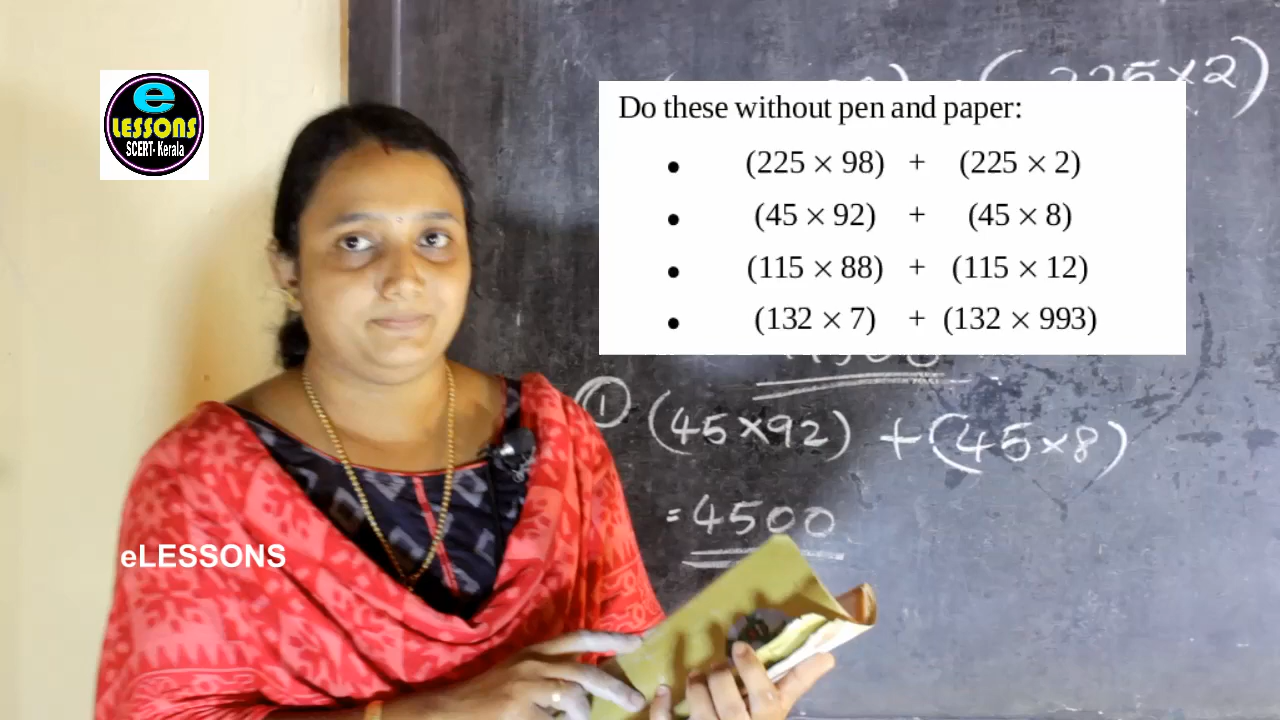 e
LESSONS
SCERT- Kerala
225×2)
Do these without pen and paper:
• (225 × 98) + (225 × 2)
• (45 × 92) + (45 × 8)
• (115 × 88) + (115 × 12)
• (132 × 7) + (132 × 993)
① (45×92) + (45×8)
= 4500
eLESSONS